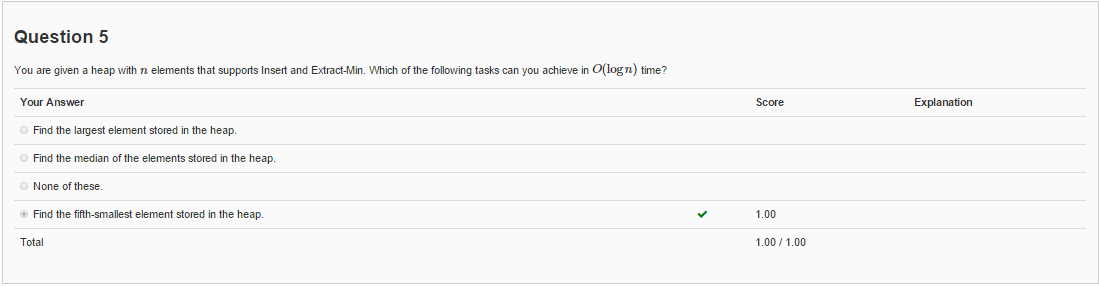 Question 5
You are given a heap with n elements that supports Insert and Extract-Min. Which of the following tasks can you achieve in O(log n) time?
Your Answer Score Explanation
Find the largest element stored in the heap.
Find the median of the elements stored in the heap.
None of these.
Find the fifth-smallest element stored in the heap. ✔ 1.00
Total 1.00 / 1.00